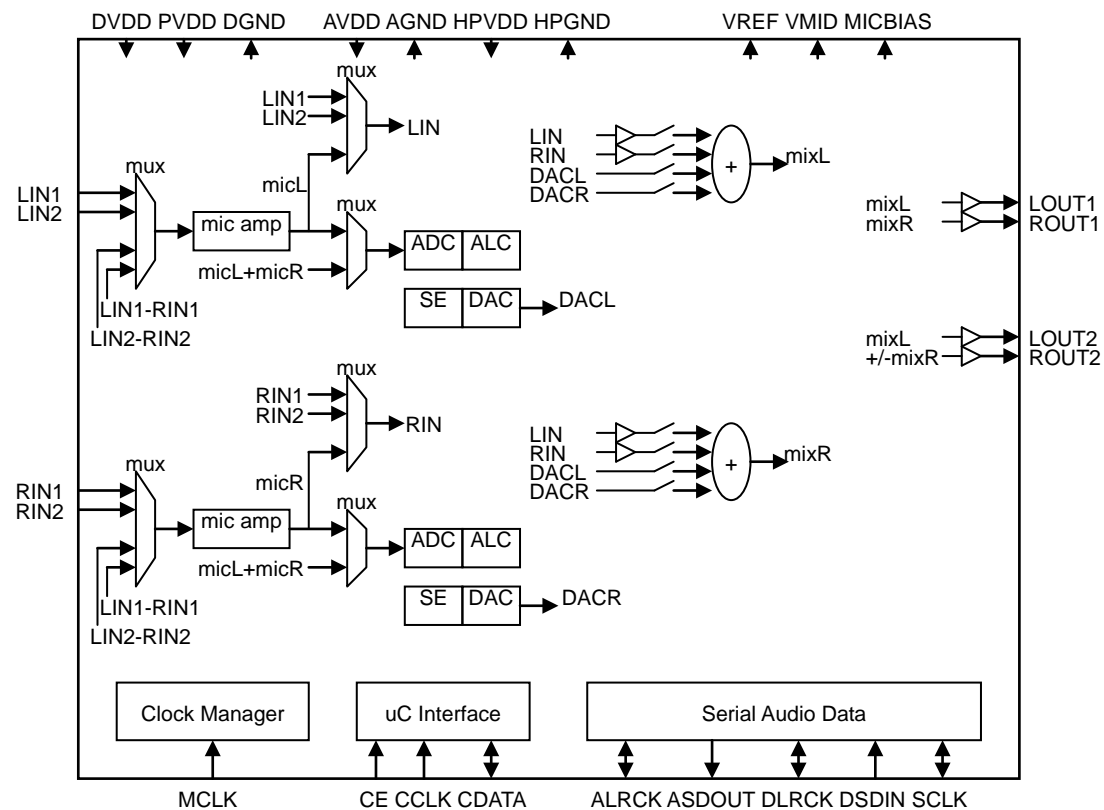 DVDD PVDD DGND AVDD AGND HPVDD HPGND VREF VMID MICBIAS
mux
LIN1
LIN2
LIN
micL
mux
LIN1
LIN2
mic amp
LIN1-RIN1
LIN2-RIN2
mux
micL+micR
ADC ALC
SE DAC
DACL
LIN
RIN
DACL
DACR
+
mixL
mixL
mixR
LOUT1
ROUT1
mixL
+/-mixR
LOUT2
ROUT2
mux
RIN1
RIN2
RIN
micR
mux
RIN1
RIN2
mic amp
LIN1-RIN1
LIN2-RIN2
mux
micL+micR
ADC ALC
SE DAC
DACR
LIN
RIN
DACL
DACR
+
mixR
Clock Manager
uC Interface
Serial Audio Data
MCLK CE CCLK CDATA ALRCK ASDOUT DLRCK DSDIN SCLK